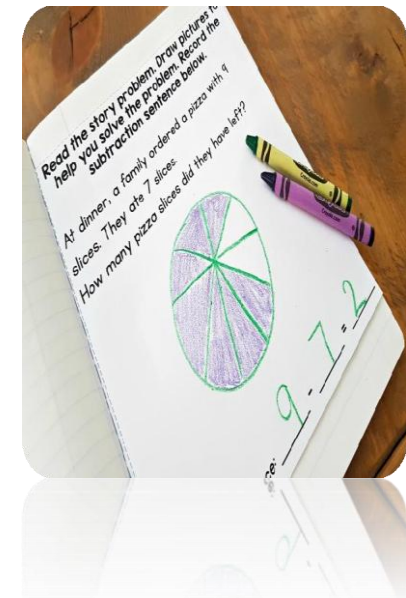 Read the story problem. Draw pictures to
help you solve the problem. Record the
subtraction sentence below.
At dinner, a family ordered a pizza with 9
slices. They ate 7 slices.
How many pizza slices did they have left?
9 - 7 = 2